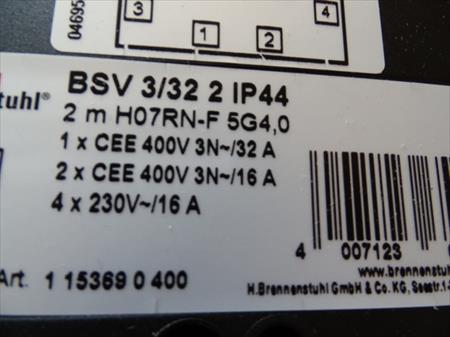 04695
3
1
2
4
stuhl®
BSV 3/32 2 IP44
2 m H07RN-F 5G4,0
1 x CEE 400V 3N~/32 A
2 x CEE 400V 3N~/16 A
4 x 230V~/16 A
4 007123
www.brennenstuhl
Art. 1 15369 0 400
H.Brennenstuhl GmbH & Co. KG, Seestr.1-